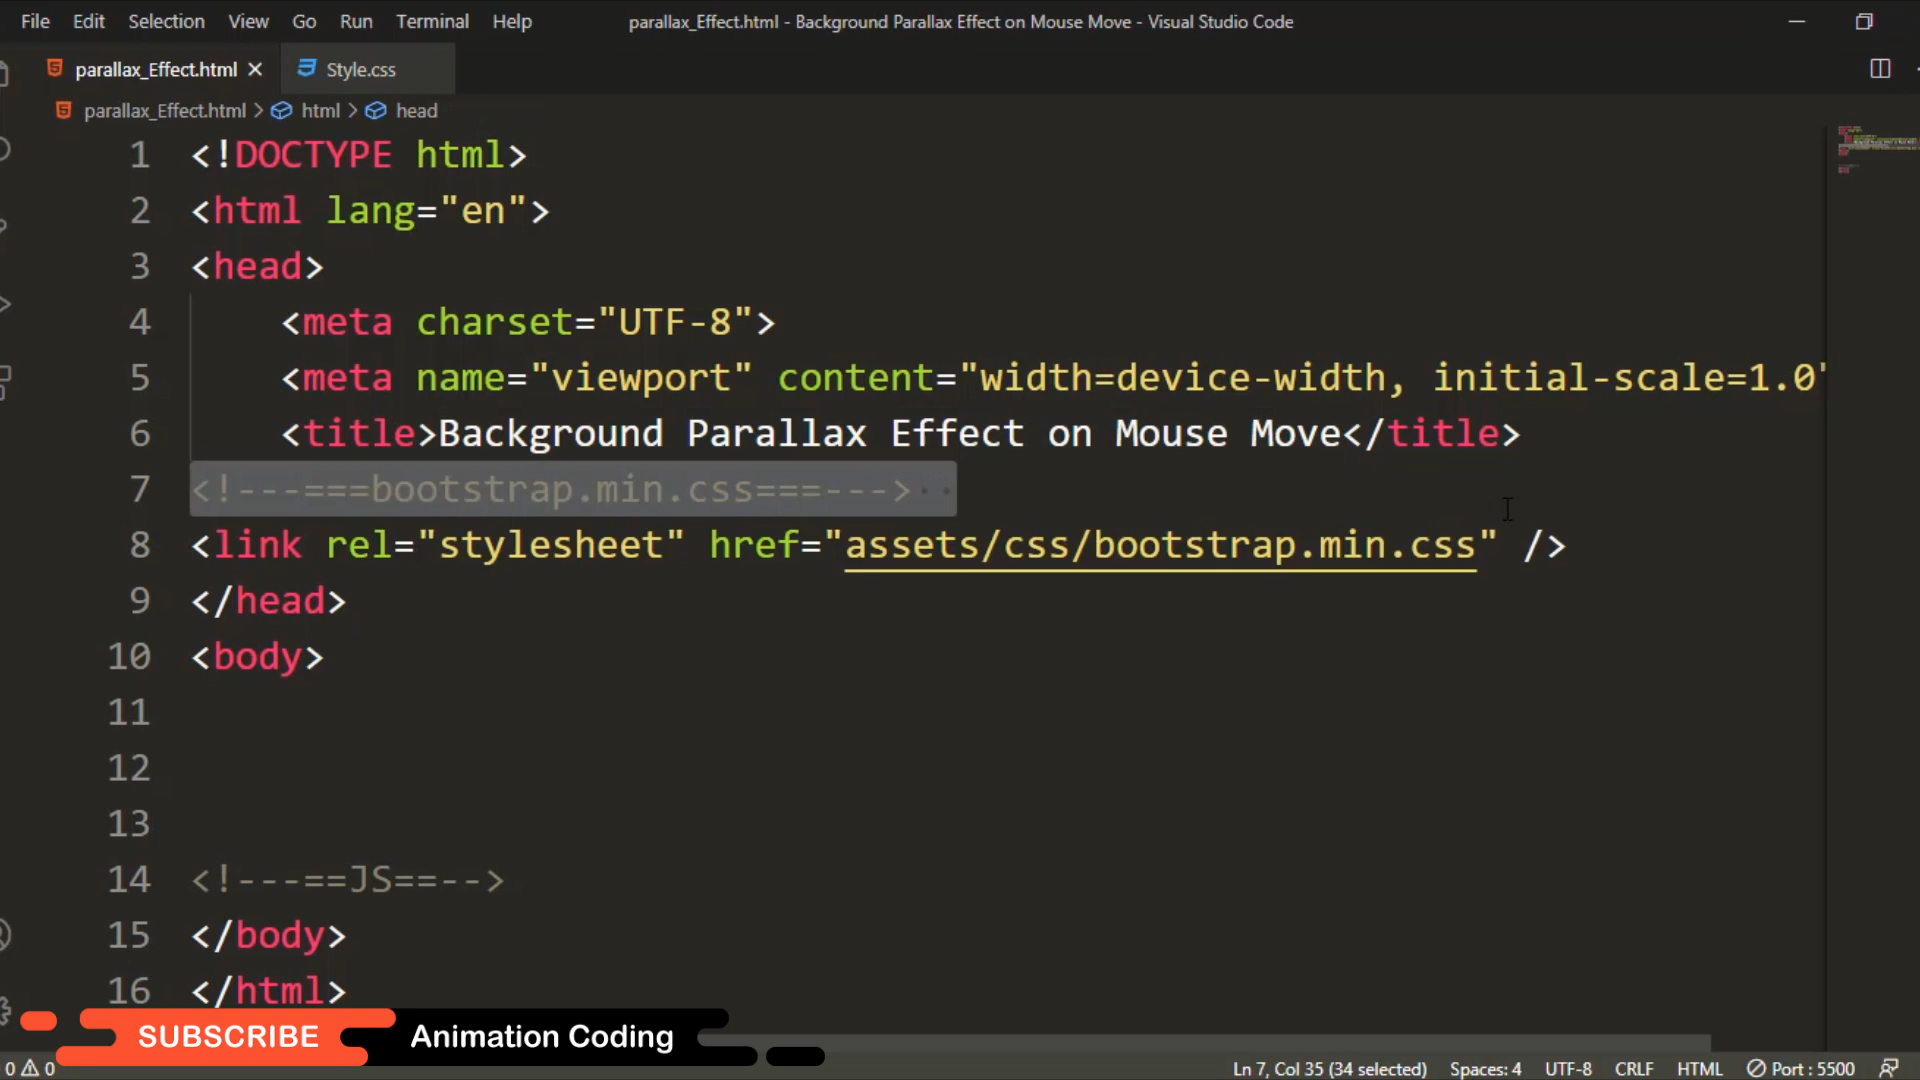 File Edit Selection View Go Run Terminal Help parallax_Effect.html - Background Parallax Effect on Mouse Move - Visual Studio Code
parallax_Effect.html Style.css
parallax_Effect.html > html > head
1 <!DOCTYPE html>
2 <html lang="en">
3 <head>
4 <meta charset="UTF-8">
5 <meta name="viewport" content="width=device-width, initial-scale=1.0"
6 <title>Background Parallax Effect on Mouse Move</title>
7 <!---===bootstrap.min.css===--->
8 <link rel="stylesheet" href="assets/css/bootstrap.min.css" />
9 </head>
10 <body>
11
12
13
14 <!---==JS==-->
15 </body>
16 </html>
SUBSCRIBE Animation Coding
0 0 Ln 7, Col 35 (34 selected) Spaces: 4 UTF-8 CRLF HTML Port : 5500